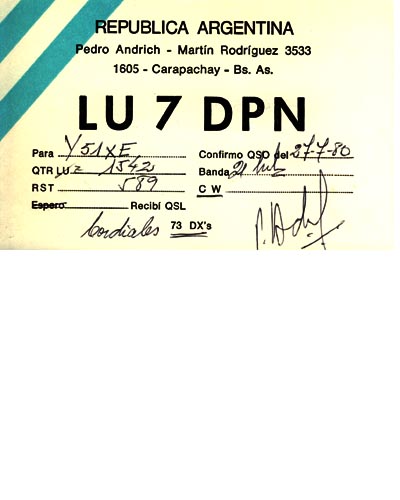 REPUBLICA ARGENTINA
Pedro Andrich - Martín Rodríguez 3533
1605 - Carapachay - Bs. As.
LU 7 DPN
Para Y51XE Confirmo QSO del 27-7-80
QTR LU z 1542 Banda 21
RST 589 C W
Espero Recibí QSL
Cordiales 73 DX's